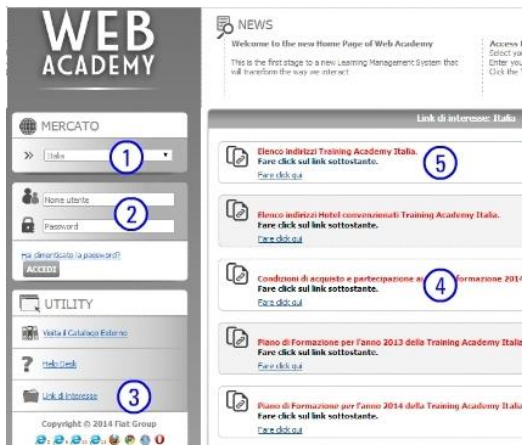 WEB
ACADEMY
MERCATO
Italia
1
Nome utente
2
Password
Hai dimenticato la password?
ACCEDI
UTILITY
Visita il Catalogo Esterno
Help Desk
Link di interesse
3
Copyright © 2014 Fiat Group
NEWS
Welcome to the new Home Page of Web Academy
This is the first stage to a new Learning Management System that
will transform the way we interact
Access
Select you
Enter you
Click the
Link di interesse: Italia
Elenco indirizzi Training Academy Italia.
Fare click sul link sottostante.
5
Fare click qui
Elenco indirizzi Hotel convenzionati Training Academy Italia.
Fare click sul link sottostante.
Fare click qui
Condizioni di acquisto e partecipazione formazione 2014
Fare click sul link sottostante.
4
Fare click qui
Piano di Formazione per l'anno 2013 della Training Academy Italia
Fare click sul link sottostante.
Fare click qui
Piano di Formazione per l'anno 2014 della Training Academy Italia
Fare click sul link sottostante.
Fare click qui